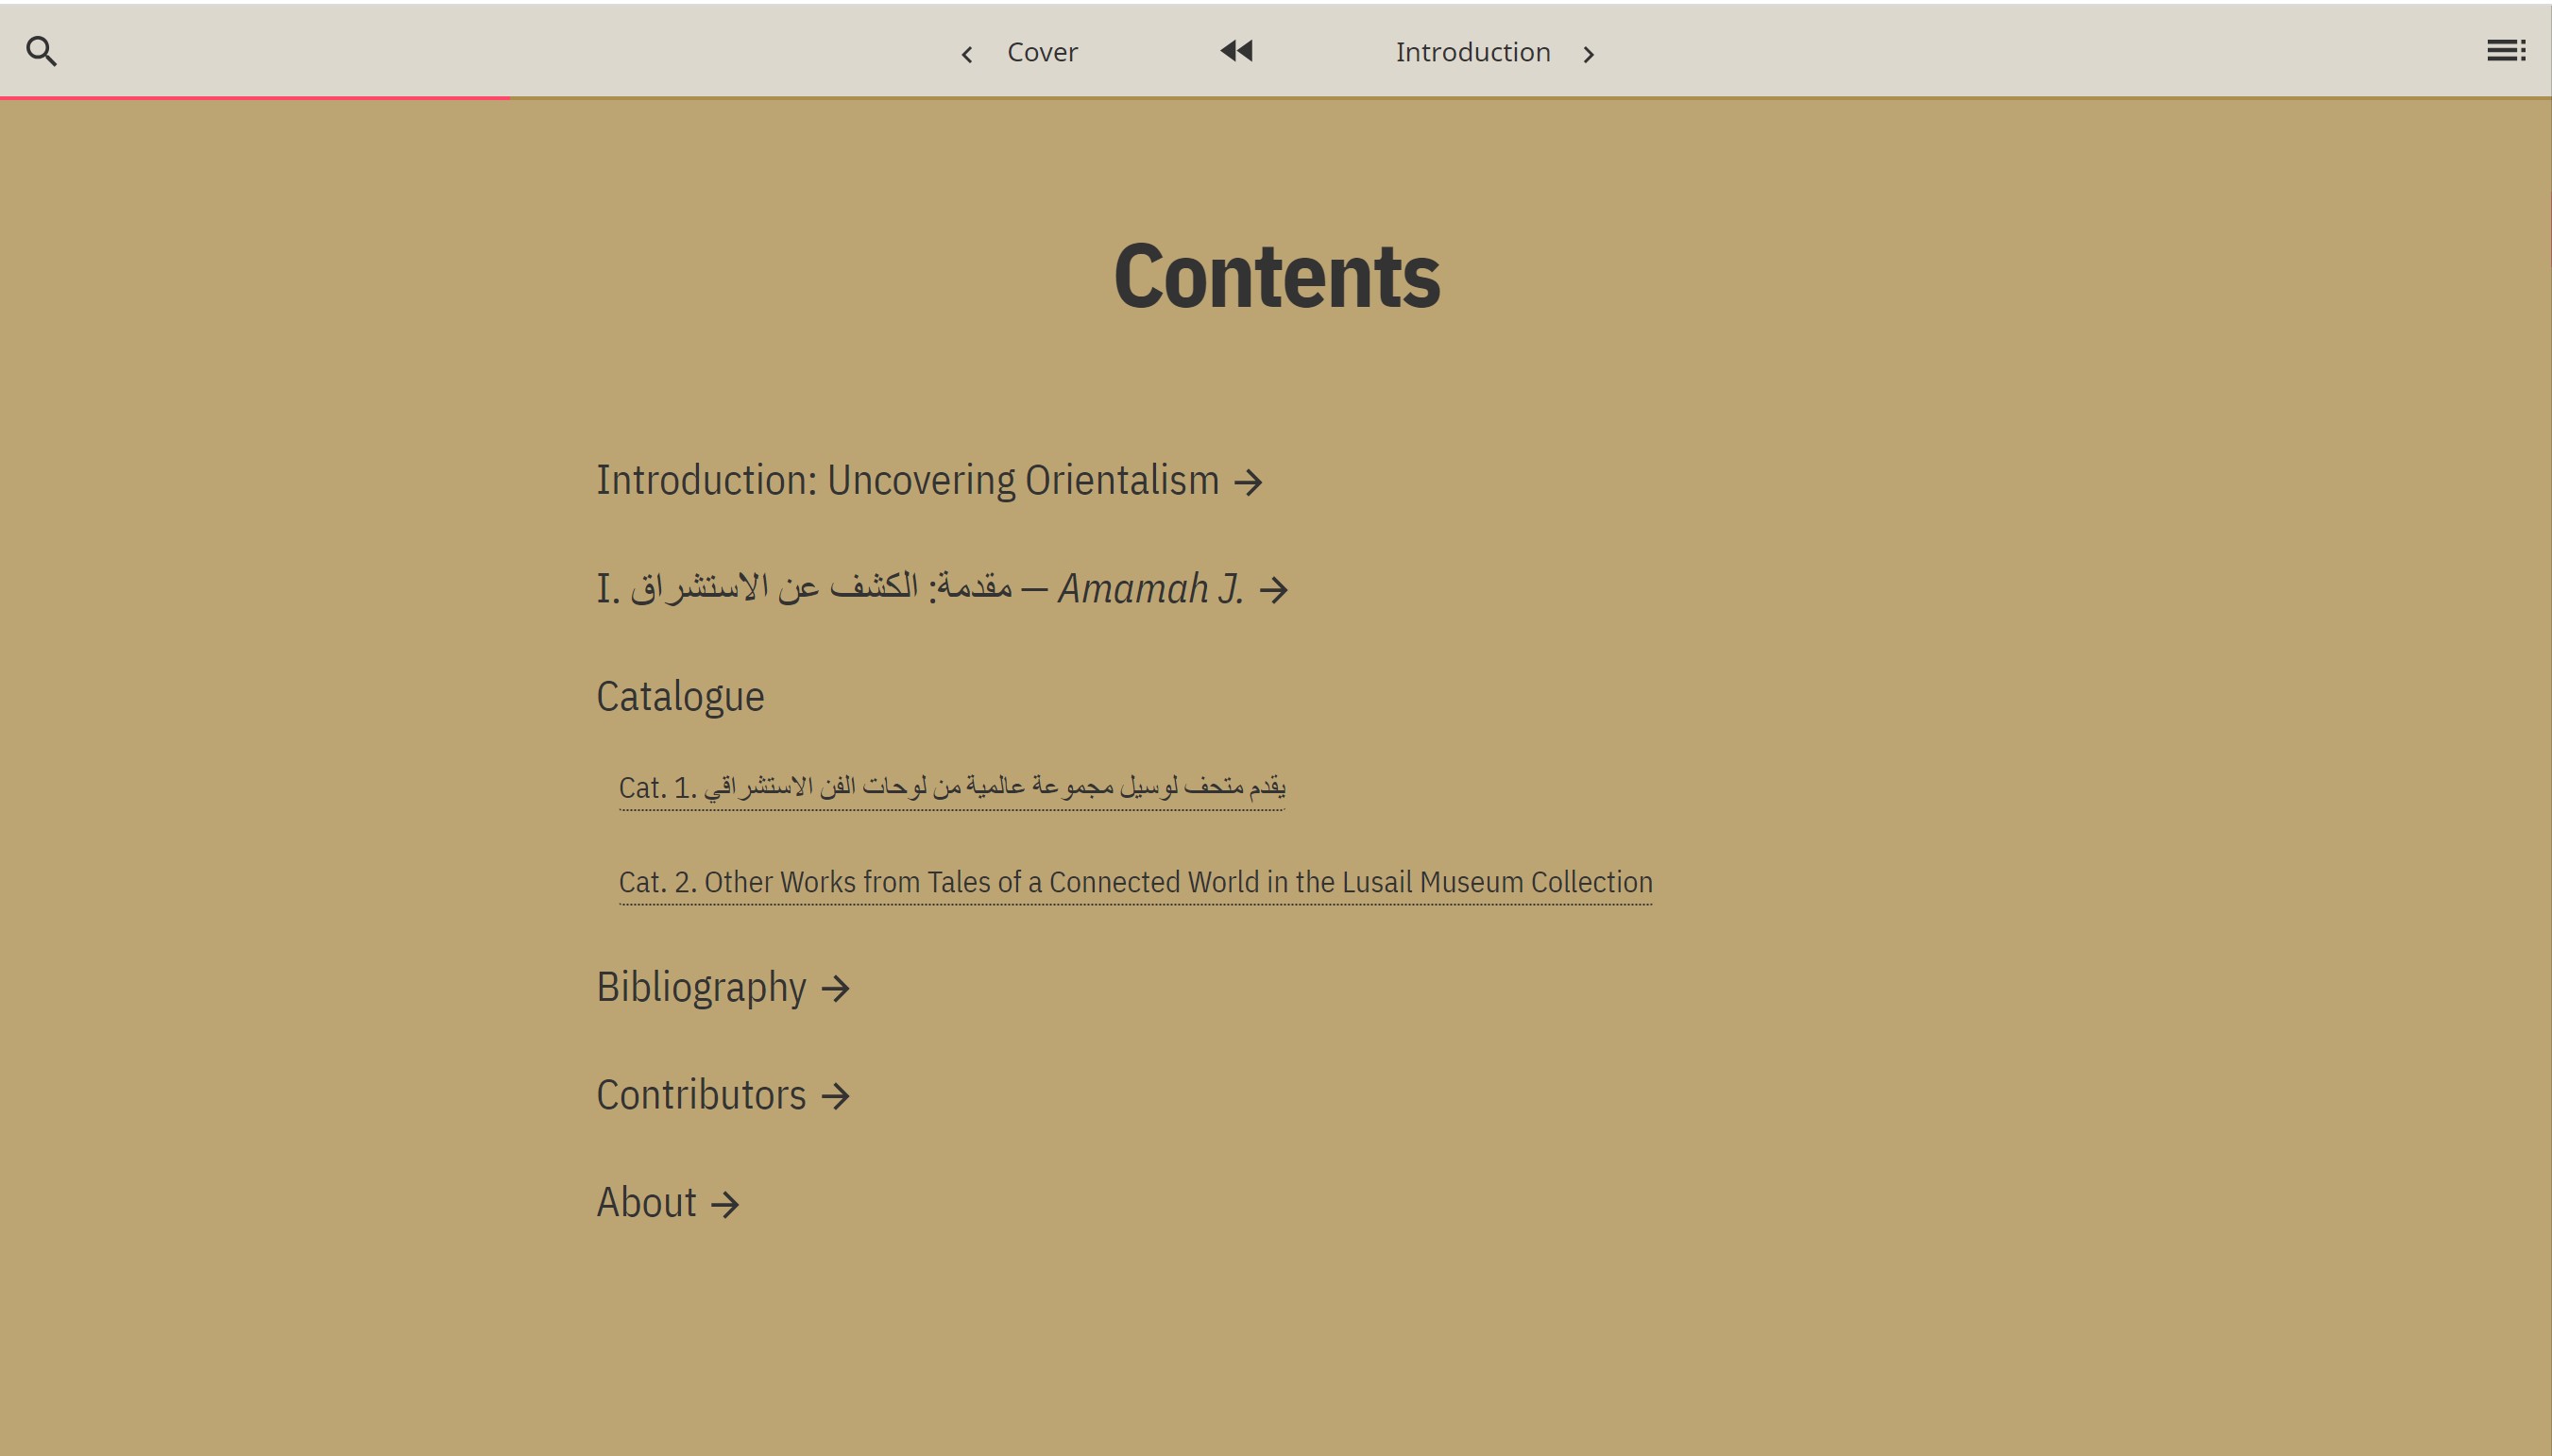 Cover
Introduction
Contents
Introduction: Uncovering Orientalism →
I. مقدمة: الكشف عن الاستشراق — Amamah J. →
Catalogue
Cat. 1. يقدم متحف لوسيل مجموعة عالمية من لوحات الفن الاستشراقي
Cat. 2. Other Works from Tales of a Connected World in the Lusail Museum Collection
Bibliography →
Contributors →
About →